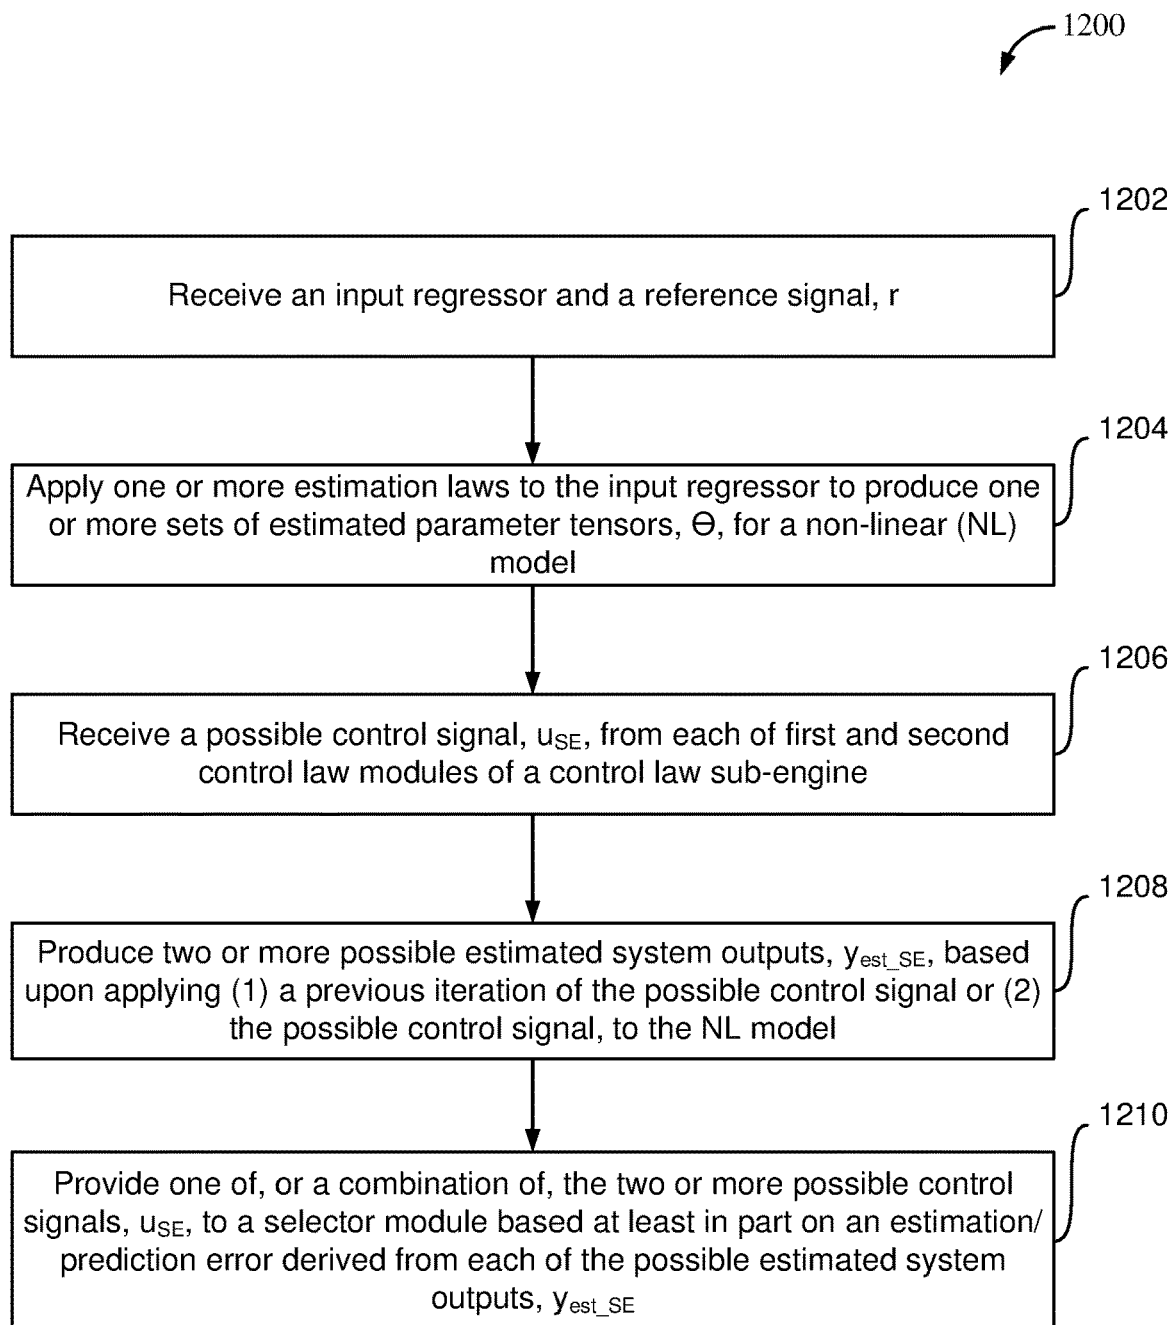 1200
1202
Receive an input regressor and a reference signal, r
1204
Apply one or more estimation laws to the input regressor to produce one
or more sets of estimated parameter tensors, ϴ, for a non-linear (NL)
model
1206
Receive a possible control signal, uSE, from each of first and second
control law modules of a control law sub-engine
1208
Produce two or more possible estimated system outputs, yest_SE, based
upon applying (1) a previous iteration of the possible control signal or (2)
the possible control signal, to the NL model
1210
Provide one of, or a combination of, the two or more possible control
signals, uSE, to a selector module based at least in part on an estimation/
prediction error derived from each of the possible estimated system
outputs, yest_SE